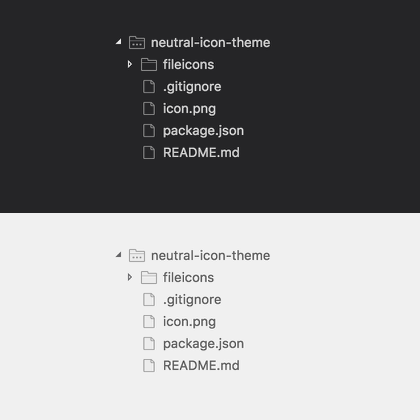 neutral-icon-theme
fileicons
.gitignore
icon.png
package.json
README.md
neutral-icon-theme
fileicons
.gitignore
icon.png
package.json
README.md